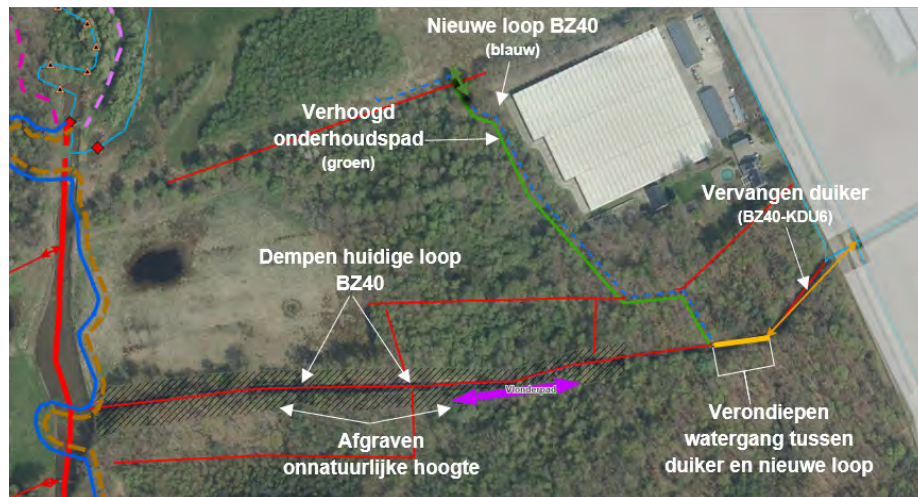 Nieuwe loop BZ40
(blauw)
Verhoogd
onderhoudspad
(groen)
Vervangen duiker
(BZ40-KDU6)
Dempen huidige loop
BZ40
Vlonderpad
Afgraven
onnatuurlijke hoogte
Verondiepen
watergang tussen
duiker en nieuwe loop